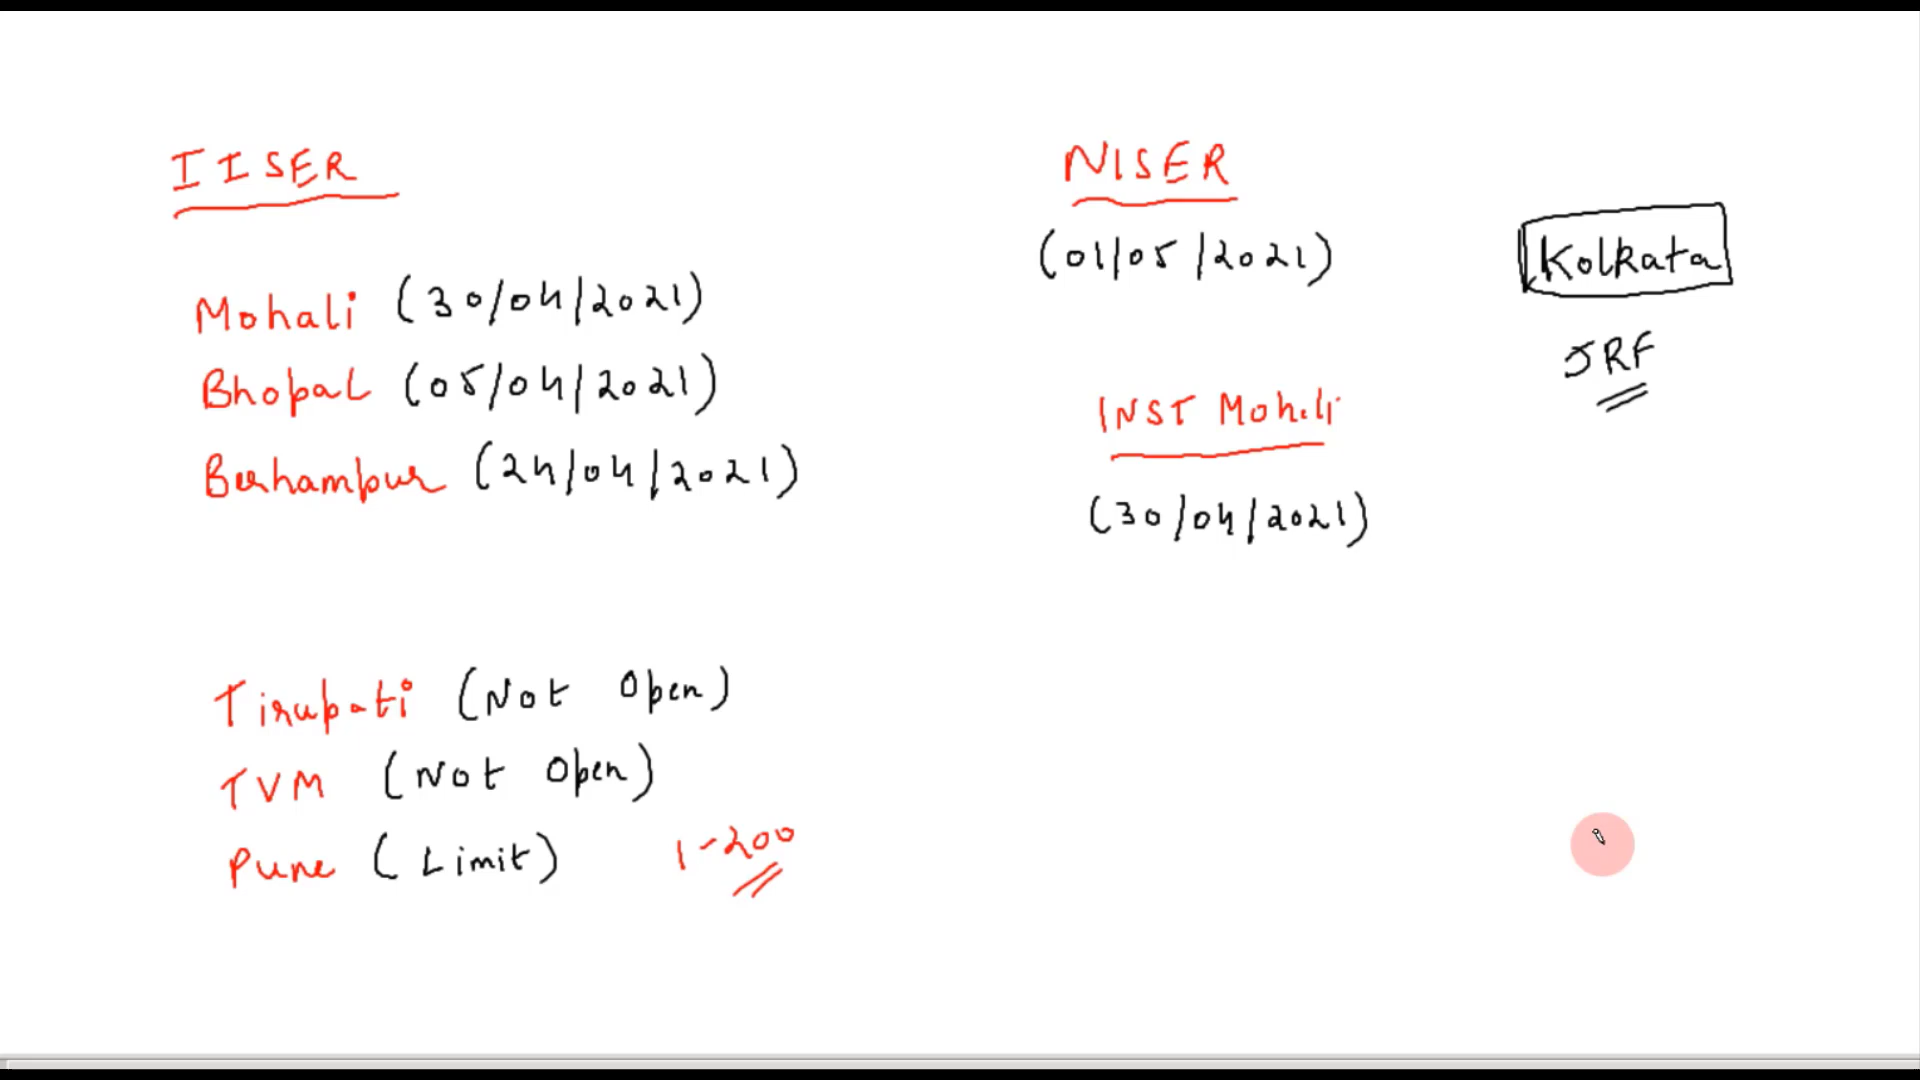 IISER
Mohali (30/04/2021)
Bhopal (05/04/2021)
Berhampur (24/04/2021)
Tirupati (Not Open)
TVM (Not Open)
Pune (Limit) 1-200
NISER
(01/05/2021)
INST Mohali
(30/04/2021)
Kolkata
JRF